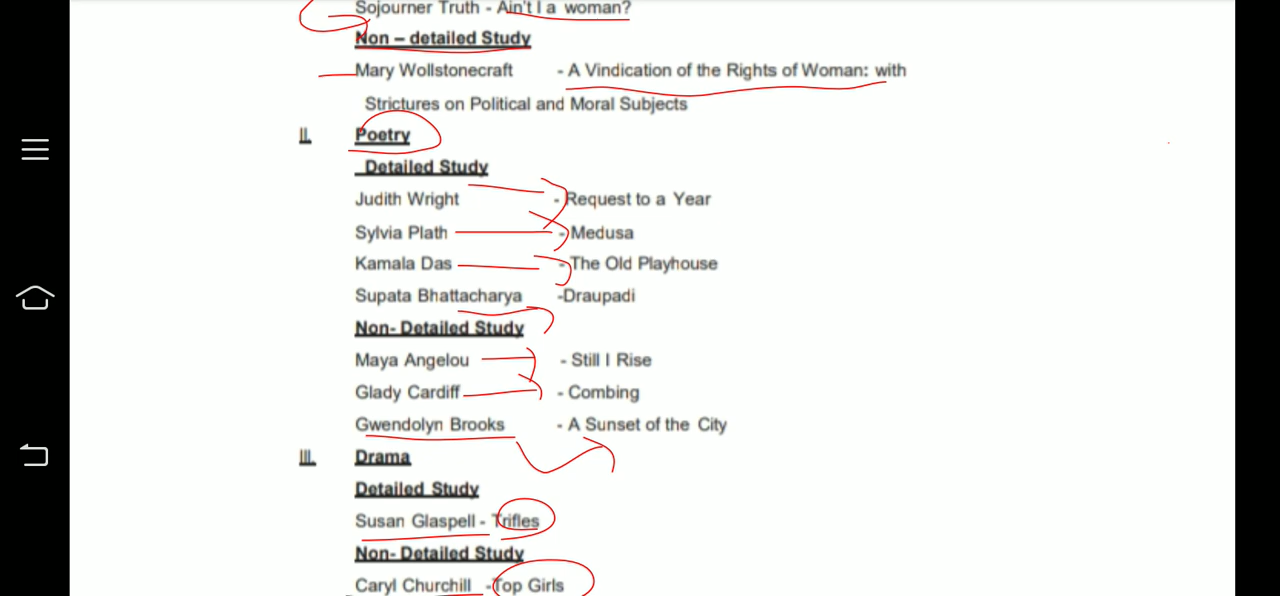 Sojourner Truth - Ain't I a woman?
Non – detailed Study
Mary Wollstonecraft - A Vindication of the Rights of Woman: with
Strictures on Political and Moral Subjects
II. Poetry
Detailed Study
Judith Wright - Request to a Year
Sylvia Plath - Medusa
Kamala Das - The Old Playhouse
Supata Bhattacharya -Draupadi
Non- Detailed Study
Maya Angelou - Still I Rise
Glady Cardiff - Combing
Gwendolyn Brooks - A Sunset of the City
III. Drama
Detailed Study
Susan Glaspell - Trifles
Non- Detailed Study
Caryl Churchill -Top Girls